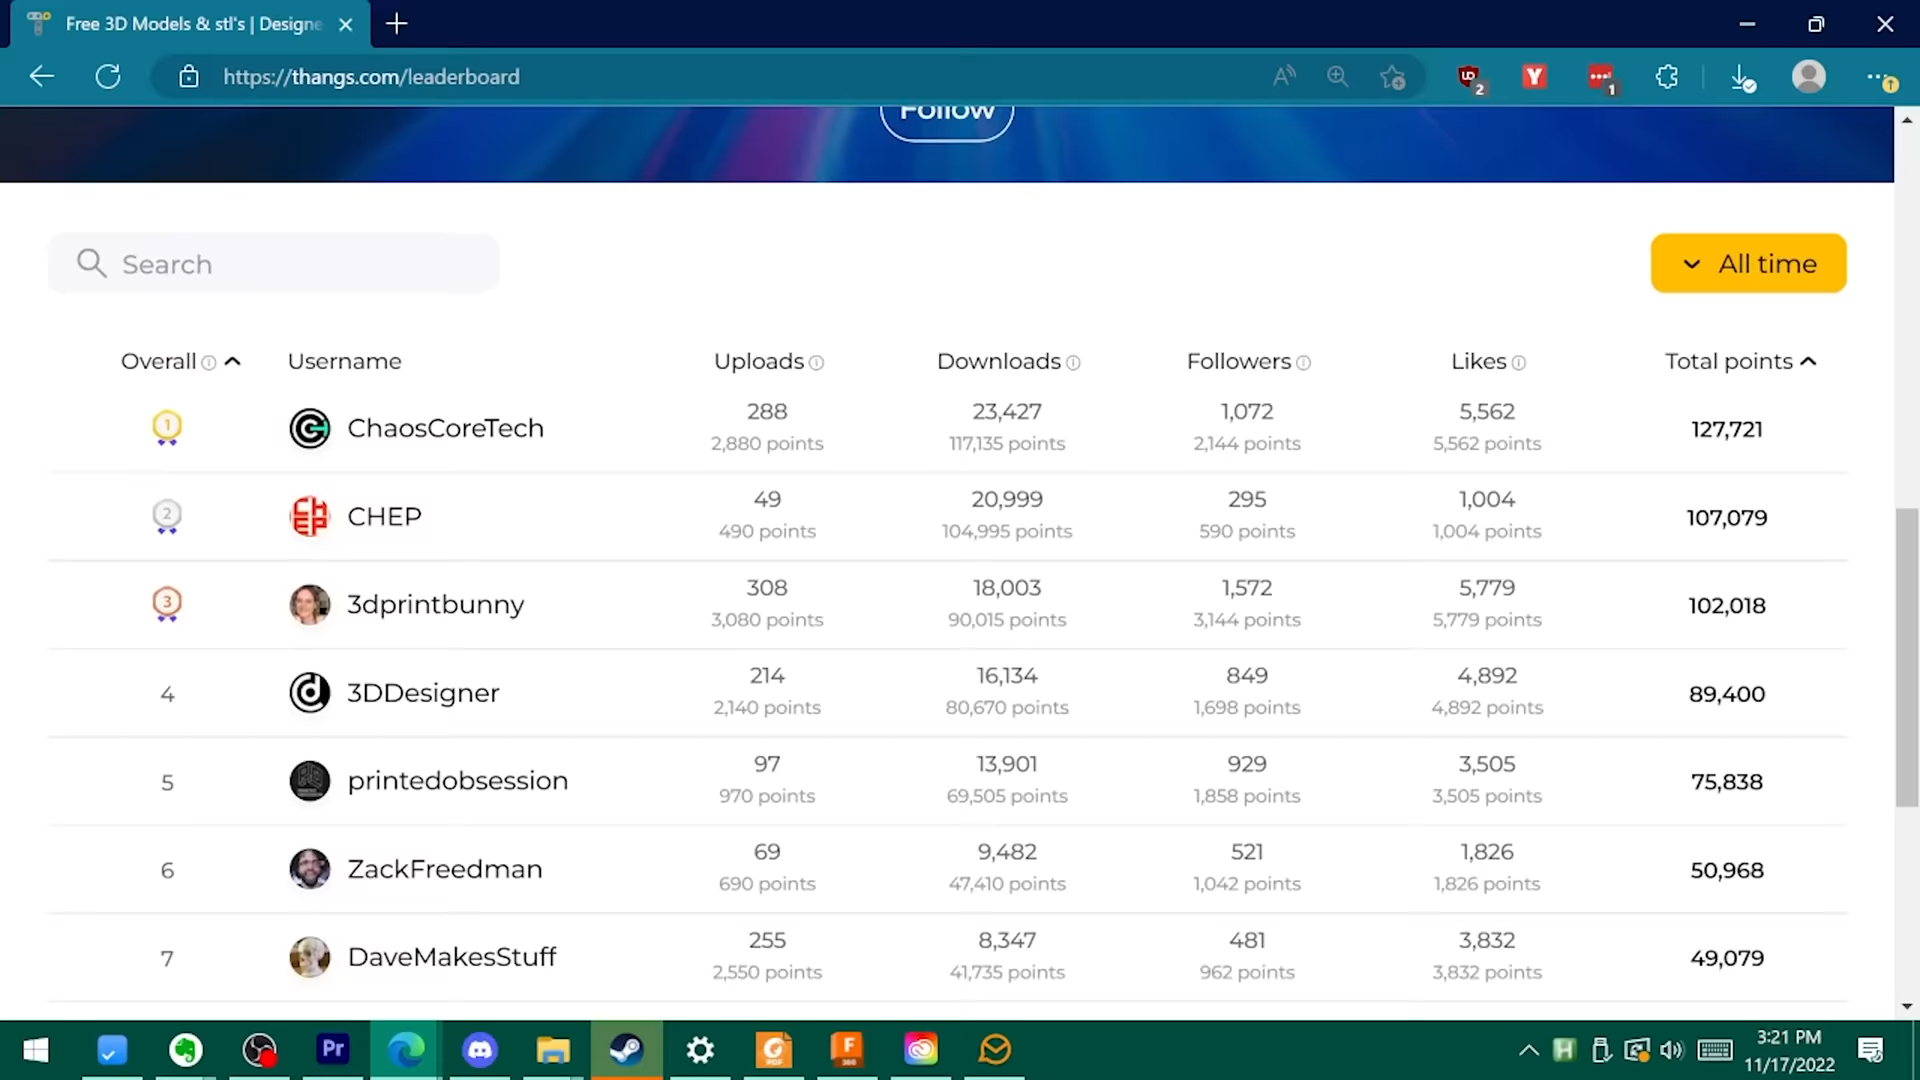 Free 3D Models & stl's | Designe
https://thangs.com/leaderboard
2
1
Follow
Search
All time
Overall Username Uploads Downloads Followers Likes Total points
1 ChaosCoreTech 288 23,427 1,072 5,562 127,721
2,880 points 117,135 points 2,144 points 5,562 points
2 CHEP 49 20,999 295 1,004 107,079
490 points 104,995 points 590 points 1,004 points
3 3dprintbunny 308 18,003 1,572 5,779 102,018
3,080 points 90,015 points 3,144 points 5,779 points
4 3DDesigner 214 16,134 849 4,892 89,400
2,140 points 80,670 points 1,698 points 4,892 points
5 printedobsession 97 13,901 929 3,505 75,838
970 points 69,505 points 1,858 points 3,505 points
6 ZackFreedman 69 9,482 521 1,826 50,968
690 points 47,410 points 1,042 points 1,826 points
7 DaveMakesStuff 255 8,347 481 3,832 49,079
2,550 points 41,735 points 962 points 3,832 points
Pr
PDF
F
360
H
3:21 PM
11/17/2022